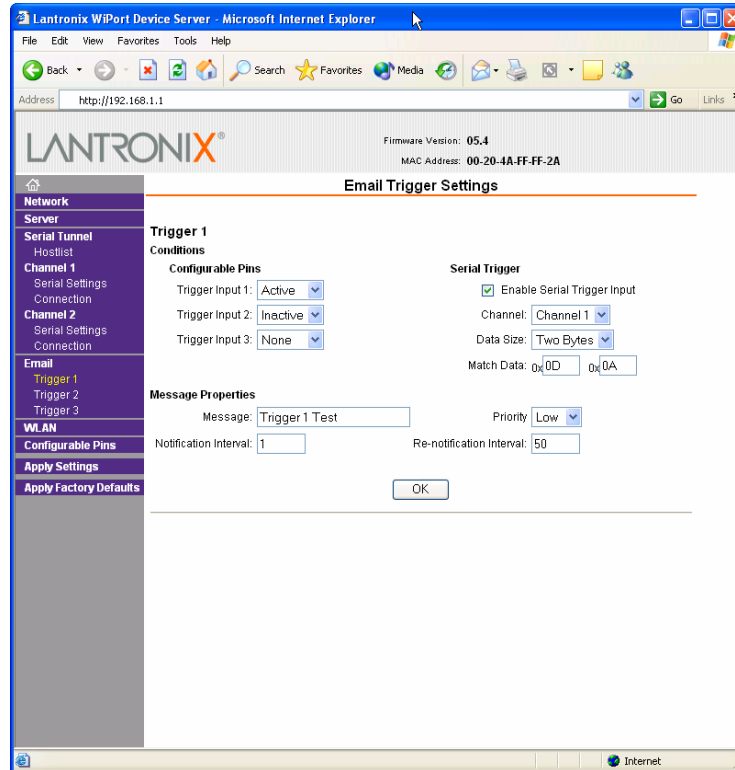 Lantronix WiPort Device Server - Microsoft Internet Explorer
File Edit View Favorites Tools Help
Back Search Favorites Media
Address http://192.168.1.1 Go Links
LANTRONIX®
Firmware Version: 05.4
MAC Address: 00-20-4A-FF-FF-2A
Email Trigger Settings
Network
Server
Serial Tunnel
Hostlist
Channel 1
Serial Settings
Connection
Channel 2
Serial Settings
Connection
Email
Trigger 1
Trigger 2
Trigger 3
WLAN
Configurable Pins
Apply Settings
Apply Factory Defaults
Trigger 1
Conditions
Configurable Pins
Trigger Input 1: Active
Trigger Input 2: Inactive
Trigger Input 3: None
Serial Trigger
Enable Serial Trigger Input
Channel: Channel 1
Data Size: Two Bytes
Match Data: 0x 0D 0x 0A
Message Properties
Message: Trigger 1 Test
Priority Low
Notification Interval: 1
Re-notification Interval: 50
OK
Internet